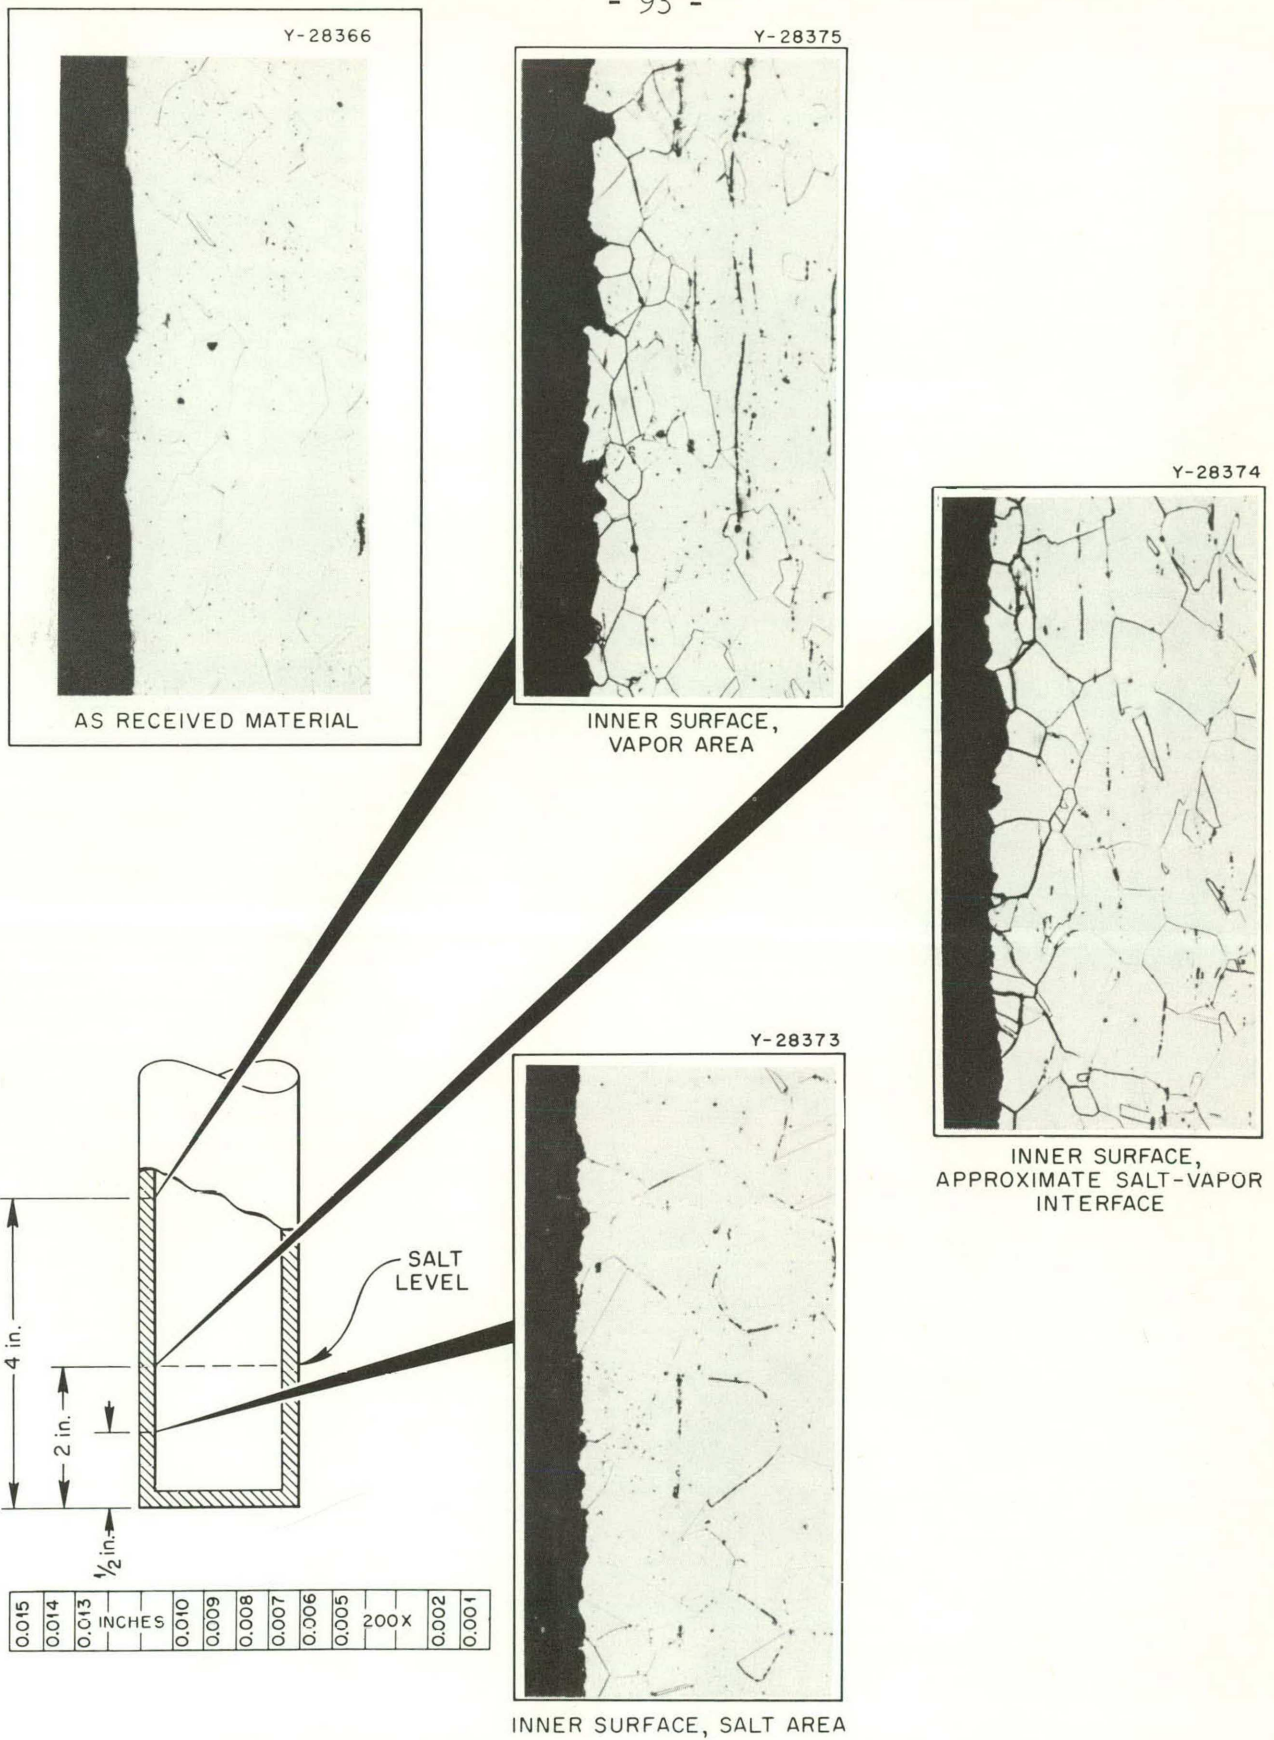 - 93 -
Y-28366
AS RECEIVED MATERIAL
Y-28375
INNER SURFACE,
VAPOR AREA
Y-28374
INNER SURFACE,
APPROXIMATE SALT-VAPOR
INTERFACE
Y-28373
INNER SURFACE, SALT AREA
SALT
LEVEL
4 in.
2 in.
1/2 in.
0.015 0.014 0.013 INCHES 0.010 0.009 0.008 0.007 0.006 0.005 200X 0.002 0.001